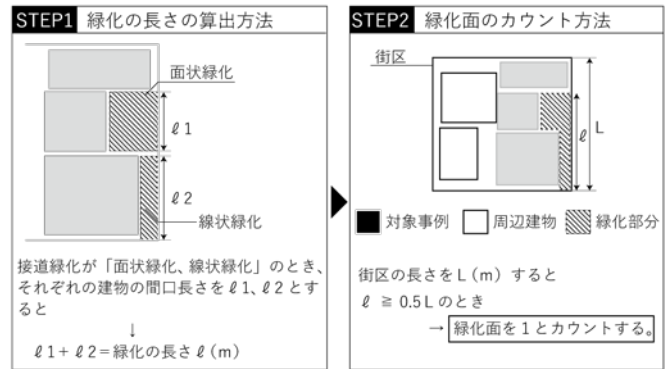 STEP1 緑化の長さの算出方法
面状緑化
ℓ1
ℓ2
線状緑化
接道緑化が「面状緑化、線状緑化」のとき、
それぞれの建物の間口長さをℓ1、ℓ2とす
ると
↓
ℓ1+ℓ2=緑化の長さℓ(m)
STEP2 緑化面のカウント方法
街区
ℓ
L
対象事例 周辺建物 緑化部分
街区の長さをL(m)すると
ℓ ≧ 0.5Lのとき
→ 緑化面を1とカウントする。